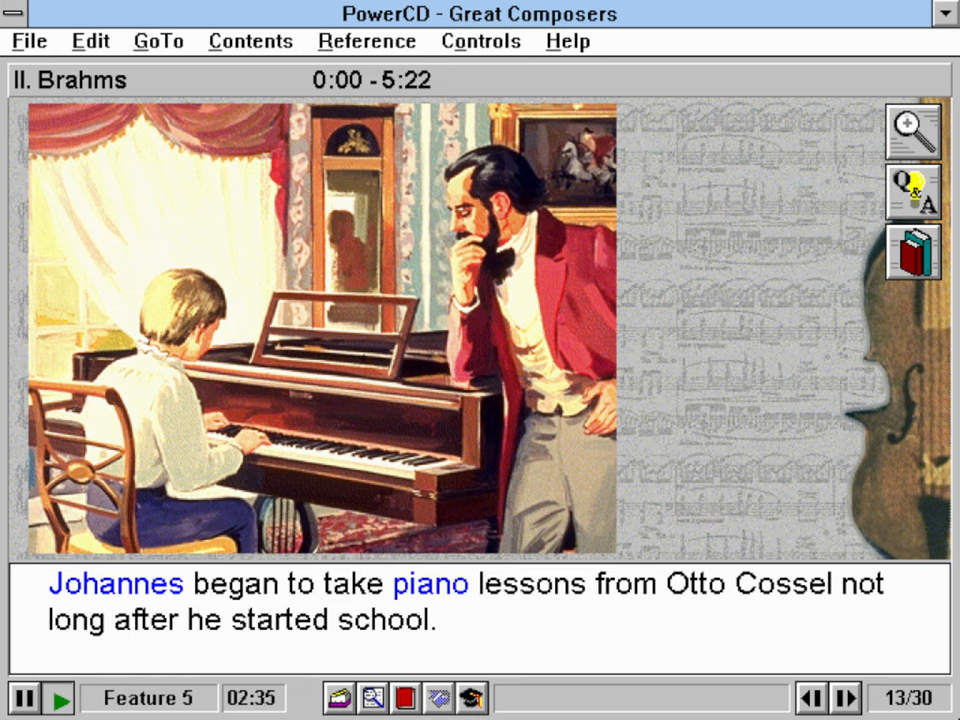 PowerCD - Great Composers
File Edit GoTo Contents Reference Controls Help
II. Brahms 0:00 - 5:22
Q & A
Johannes began to take piano lessons from Otto Cossel not
long after he started school.
Feature 5 02:35 13/30